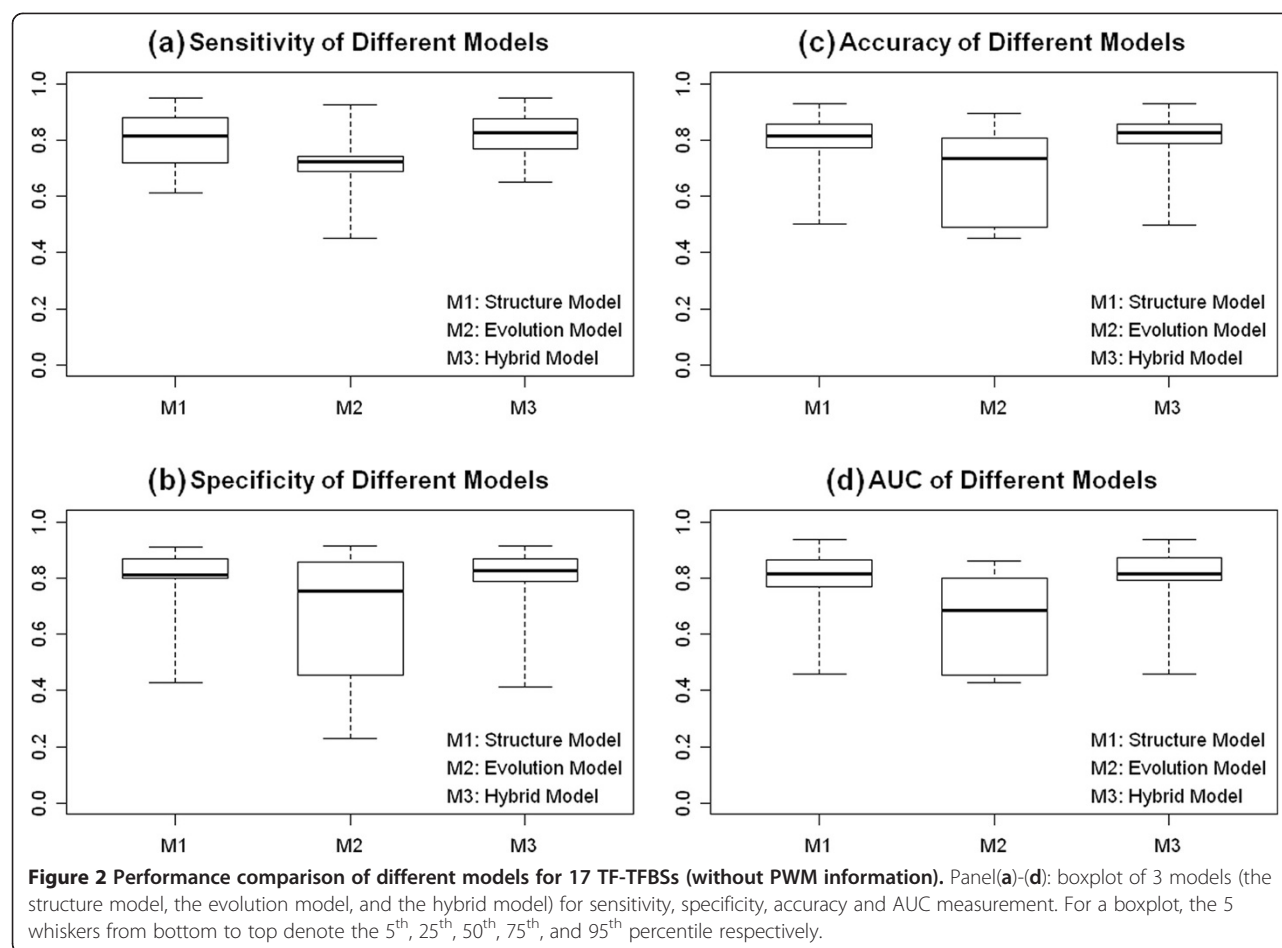 (a) Sensitivity of Different Models
1.0
0.8
0.6
0.4
0.2
0.0
M1: Structure Model
M2: Evolution Model
M3: Hybrid Model
M1 M2 M3
(c) Accuracy of Different Models
1.0
0.8
0.6
0.4
0.2
0.0
M1: Structure Model
M2: Evolution Model
M3: Hybrid Model
M1 M2 M3
(b) Specificity of Different Models
1.0
0.8
0.6
0.4
0.2
0.0
M1: Structure Model
M2: Evolution Model
M3: Hybrid Model
M1 M2 M3
(d) AUC of Different Models
1.0
0.8
0.6
0.4
0.2
0.0
M1: Structure Model
M2: Evolution Model
M3: Hybrid Model
M1 M2 M3
Figure 2 Performance comparison of different models for 17 TF-TFBSs (without PWM information). Panel(a)-(d): boxplot of 3 models (the
structure model, the evolution model, and the hybrid model) for sensitivity, specificity, accuracy and AUC measurement. For a boxplot, the 5
whiskers from bottom to top denote the 5th, 25th, 50th, 75th, and 95th percentile respectively.